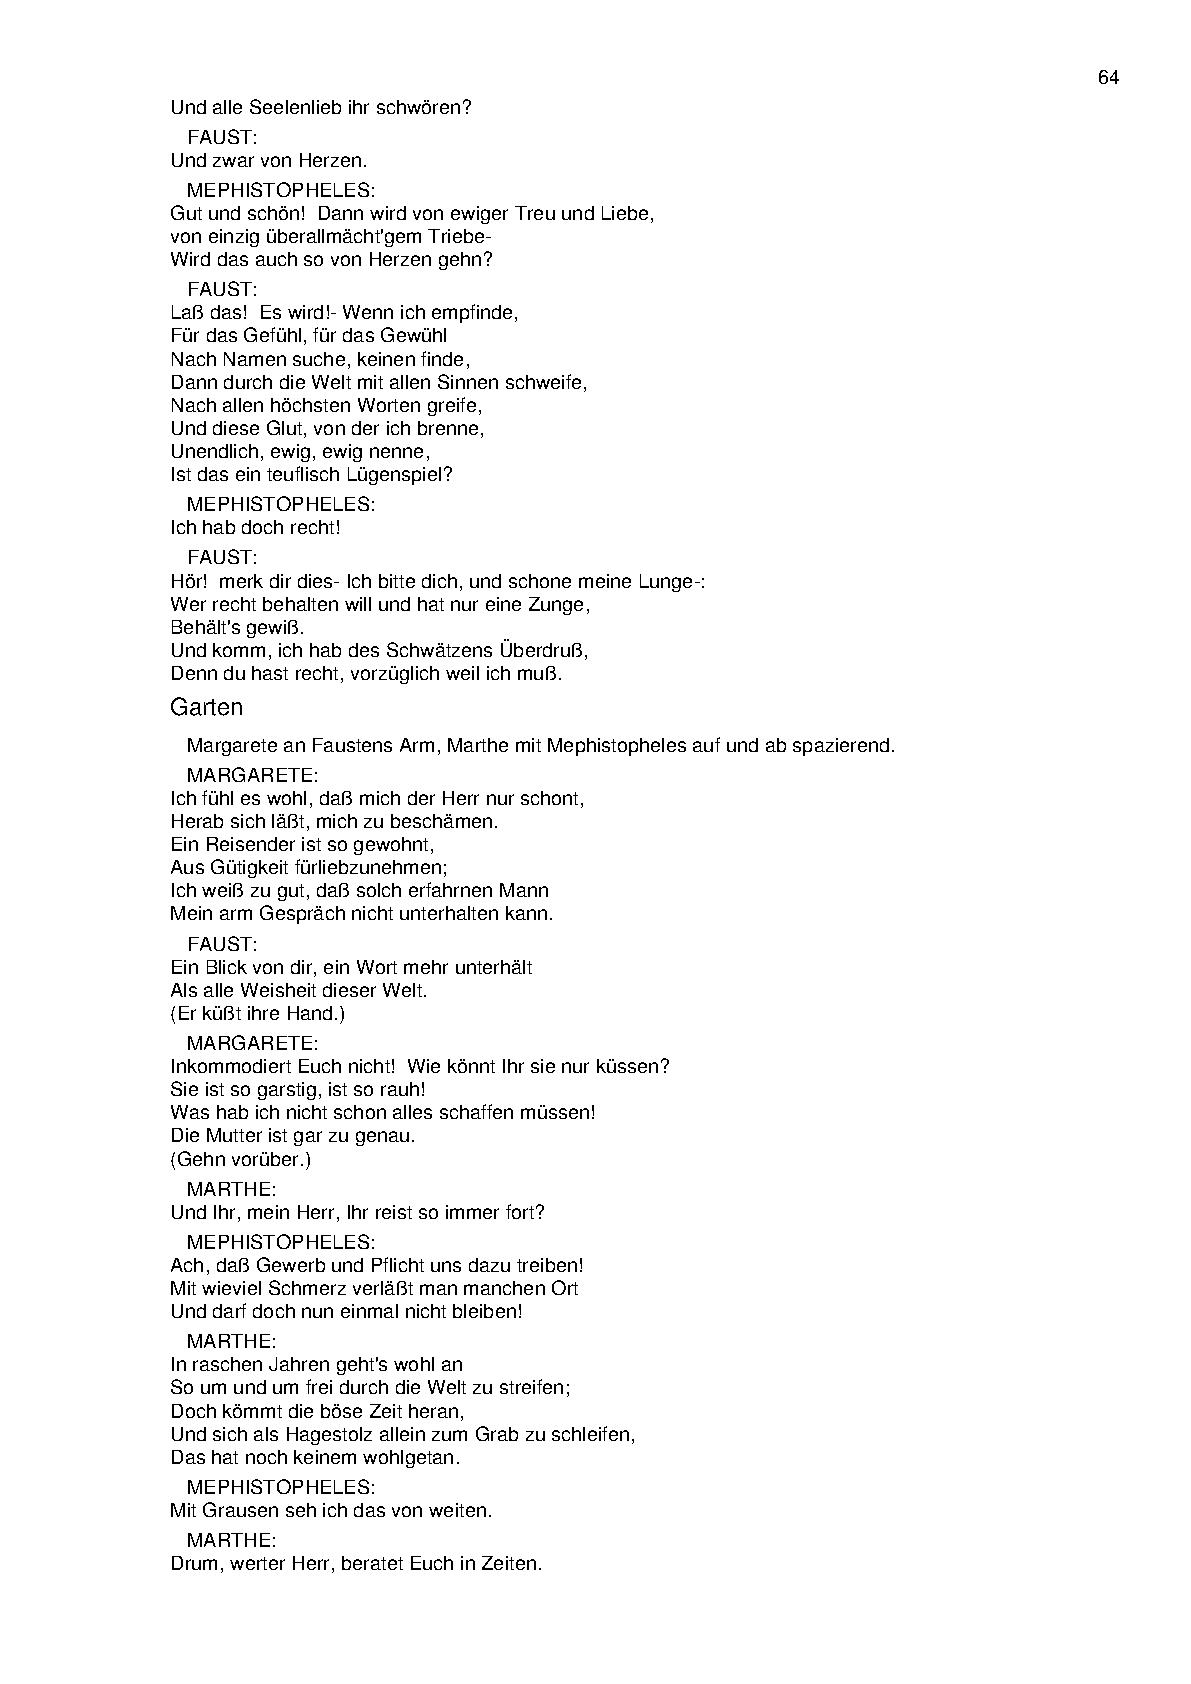 64
Und alle Seelenlieb ihr schwören?
FAUST:
Und zwar von Herzen.
MEPHISTOPHELES:
Gut und schön!  Dann wird von ewiger Treu und Liebe,
von einzig überallmächt'gem Triebe-
Wird das auch so von Herzen gehn?
FAUST:
Laß das!  Es wird!- Wenn ich empfinde,
Für das Gefühl, für das Gewühl
Nach Namen suche, keinen finde,
Dann durch die Welt mit allen Sinnen schweife,
Nach allen höchsten Worten greife,
Und diese Glut, von der ich brenne,
Unendlich, ewig, ewig nenne,
Ist das ein teuflisch Lügenspiel?
MEPHISTOPHELES:
Ich hab doch recht!
FAUST:
Hör!  merk dir dies- Ich bitte dich, und schone meine Lunge-:
Wer recht behalten will und hat nur eine Zunge,
Behält's gewiß.
Und komm, ich hab des Schwätzens Überdruß,
Denn du hast recht, vorzüglich weil ich muß.
Garten
Margarete an Faustens Arm, Marthe mit Mephistopheles auf und ab spazierend.
MARGARETE:
Ich fühl es wohl, daß mich der Herr nur schont,
Herab sich läßt, mich zu beschämen.
Ein Reisender ist so gewohnt,
Aus Gütigkeit fürliebzunehmen;
Ich weiß zu gut, daß solch erfahrnen Mann
Mein arm Gespräch nicht unterhalten kann.
FAUST:
Ein Blick von dir, ein Wort mehr unterhält
Als alle Weisheit dieser Welt.
(Er küßt ihre Hand.)
MARGARETE:
Inkommodiert Euch nicht!  Wie könnt Ihr sie nur küssen?
Sie ist so garstig, ist so rauh!
Was hab ich nicht schon alles schaffen müssen!
Die Mutter ist gar zu genau.
(Gehn vorüber.)
MARTHE:
Und Ihr, mein Herr, Ihr reist so immer fort?
MEPHISTOPHELES:
Ach, daß Gewerb und Pflicht uns dazu treiben!
Mit wieviel Schmerz verläßt man manchen Ort
Und darf doch nun einmal nicht bleiben!
MARTHE:
In raschen Jahren geht's wohl an
So um und um frei durch die Welt zu streifen;
Doch kömmt die böse Zeit heran,
Und sich als Hagestolz allein zum Grab zu schleifen,
Das hat noch keinem wohlgetan.
MEPHISTOPHELES:
Mit Grausen seh ich das von weiten.
MARTHE:
Drum, werter Herr, beratet Euch in Zeiten.